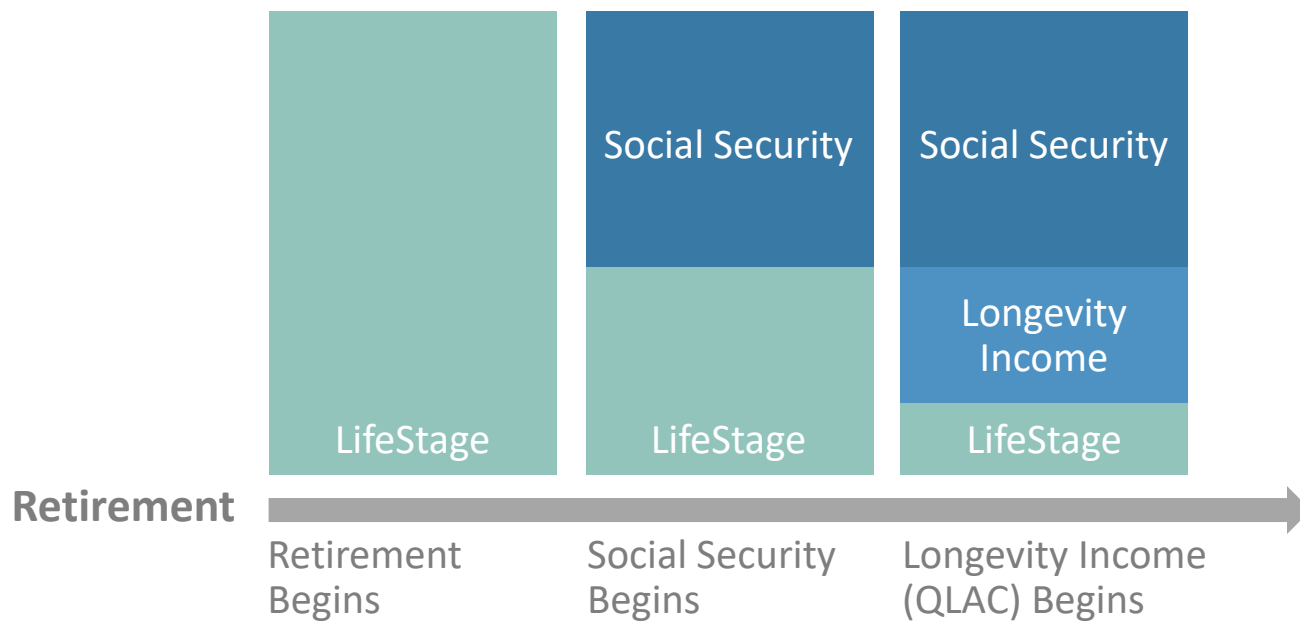 Social Security
Social Security
Longevity
Income
LifeStage
LifeStage
LifeStage
Retirement
Retirement
Begins
Social Security
Begins
Longevity Income
(QLAC) Begins